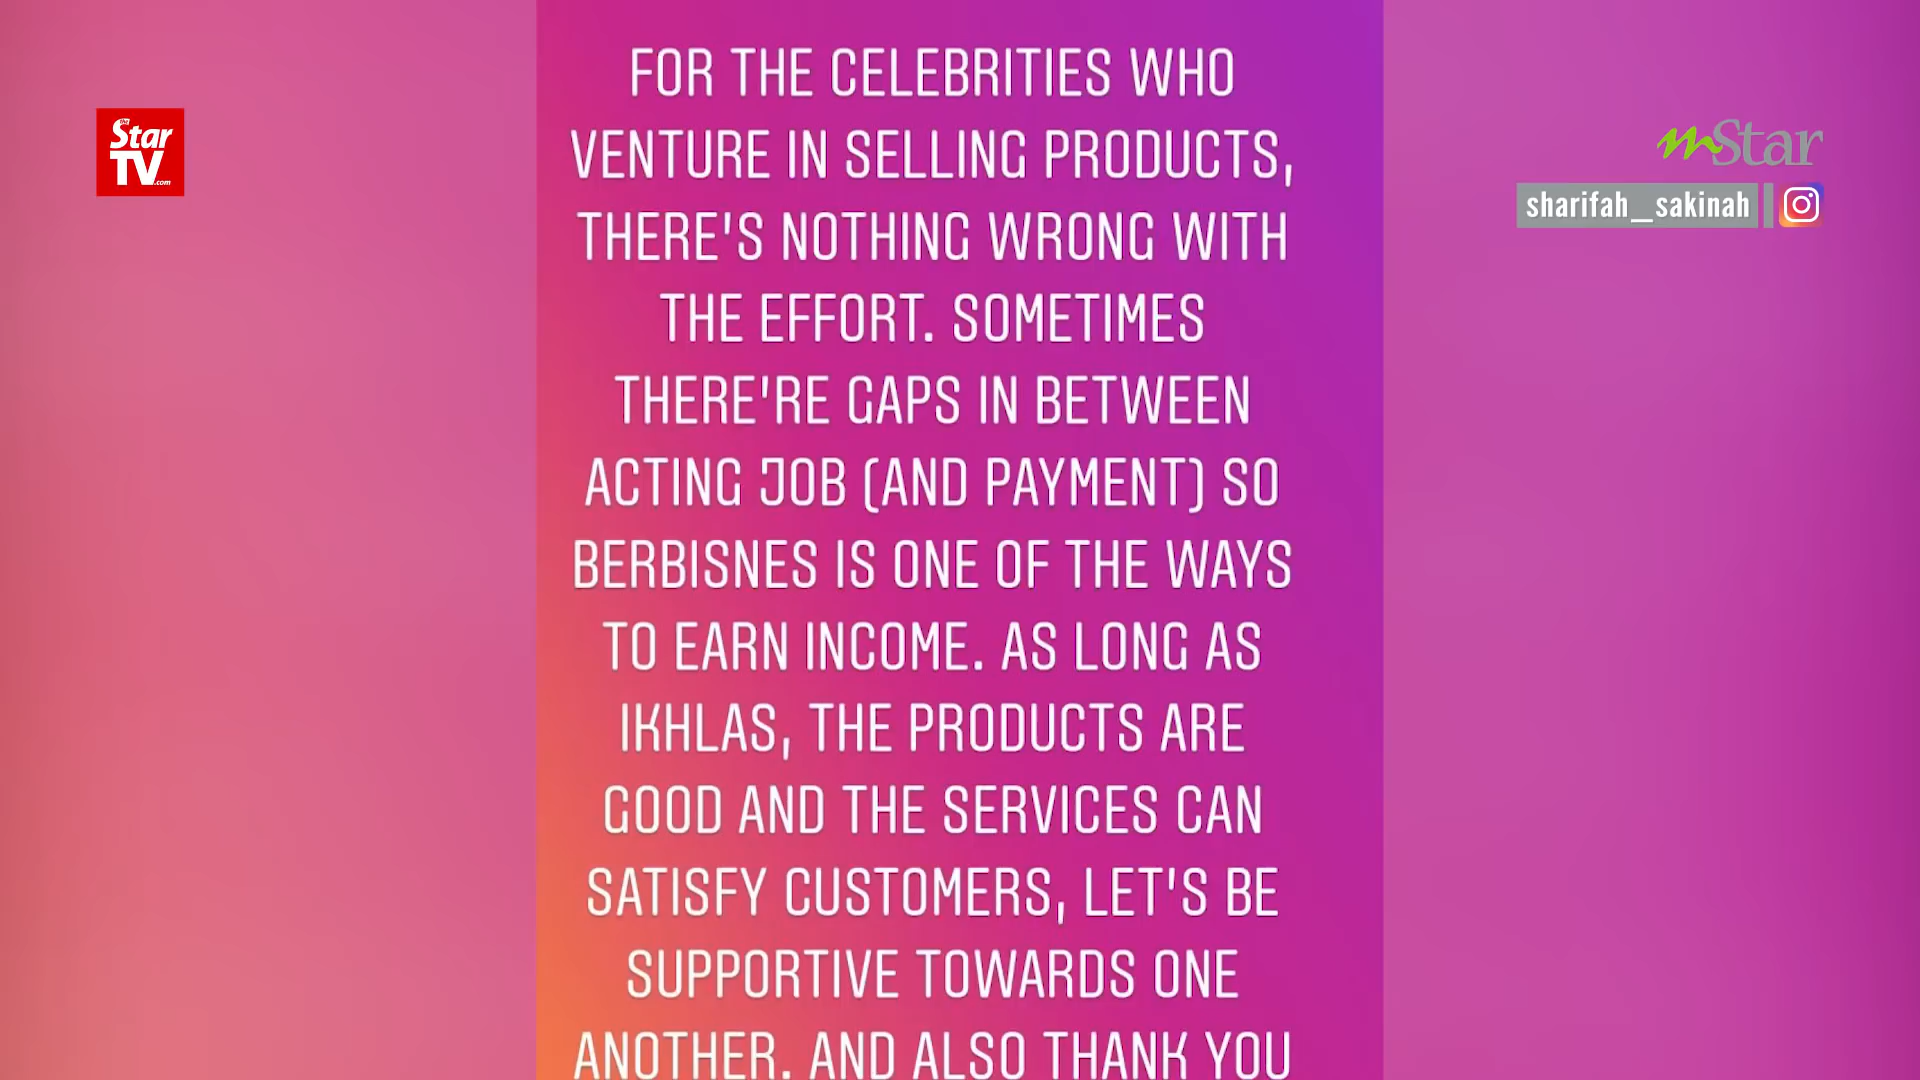 FOR THE CELEBRITIES WHO
VENTURE IN SELLING PRODUCTS,
THERE'S NOTHING WRONG WITH
THE EFFORT. SOMETIMES
THERE'RE GAPS IN BETWEEN
ACTING JOB (AND PAYMENT) SO
BERBISNES IS ONE OF THE WAYS
TO EARN INCOME. AS LONG AS
IKHLAS, THE PRODUCTS ARE
GOOD AND THE SERVICES CAN
SATISFY CUSTOMERS, LET'S BE
SUPPORTIVE TOWARDS ONE
ANOTHER. AND ALSO THANK YOU
the
Star
TV.com
mStar
sharifah_sakinah